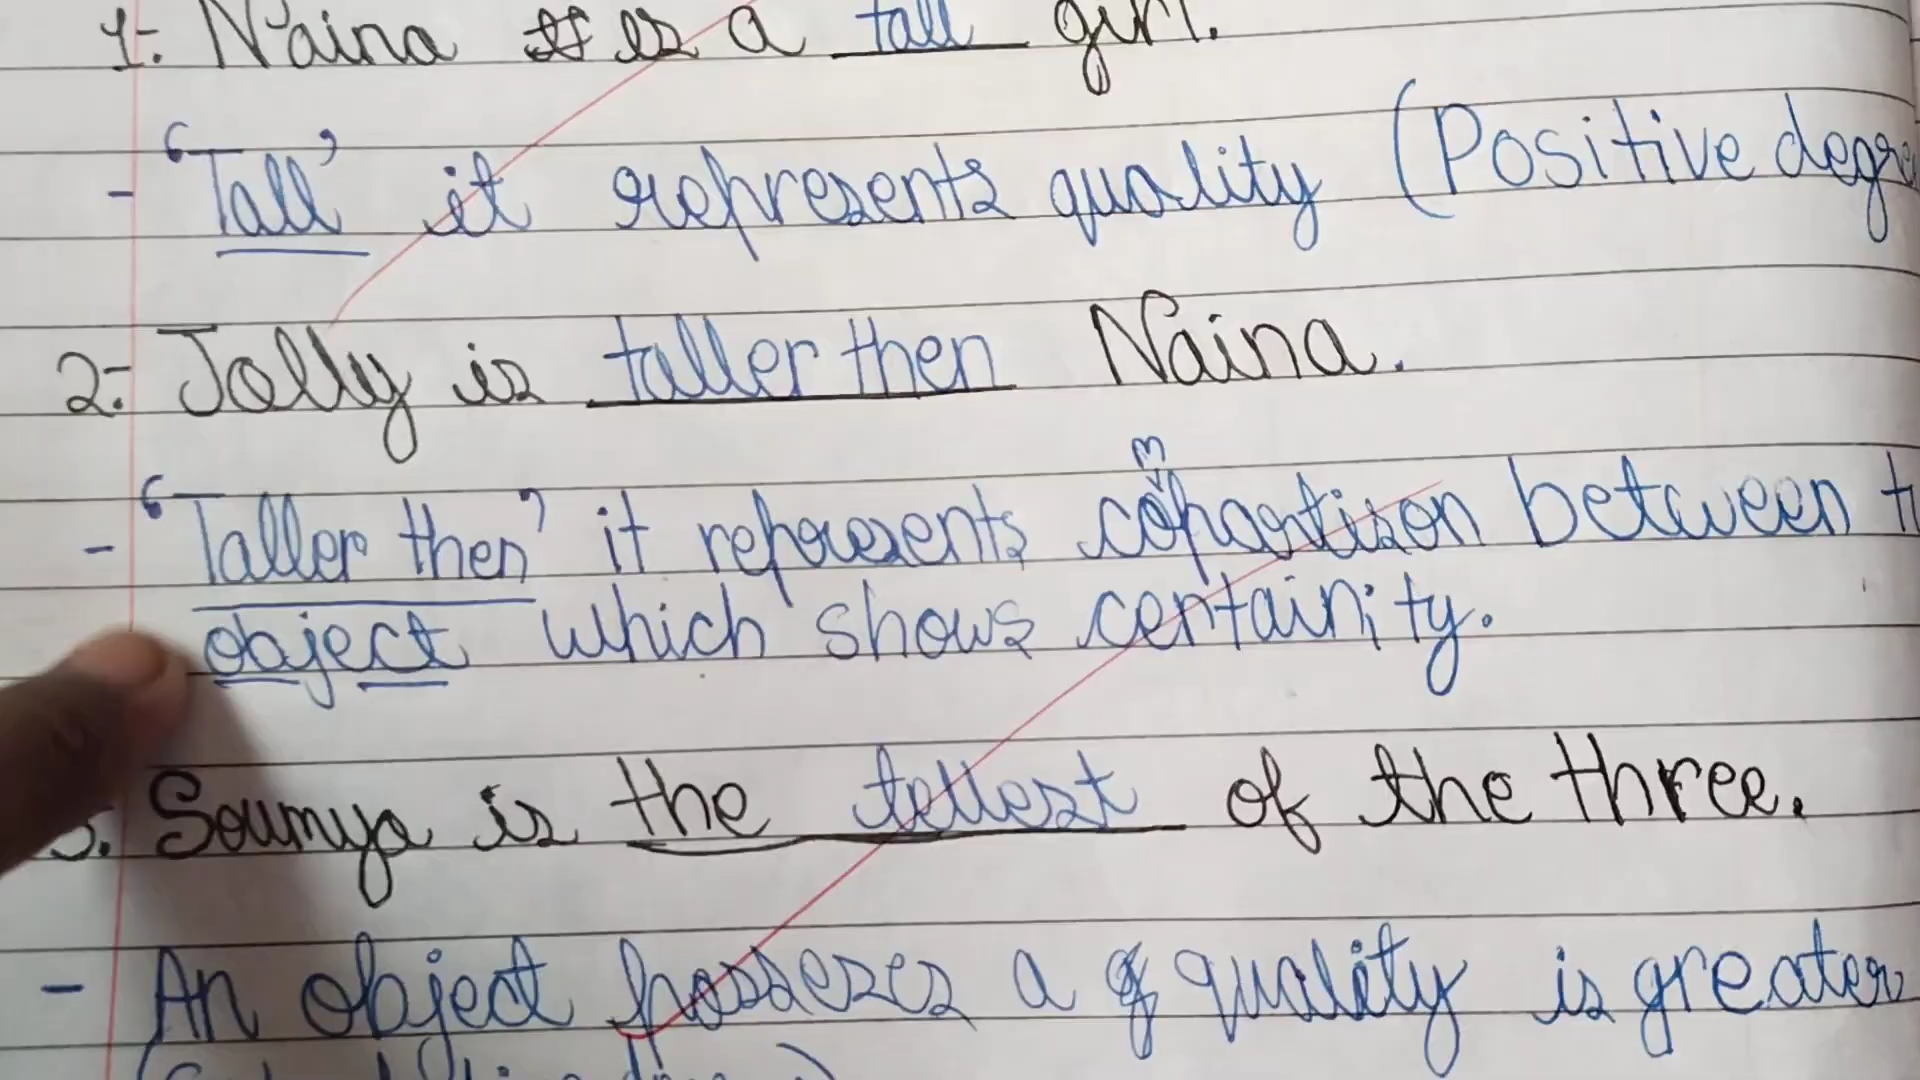 1:- Naina is a tall girl.
- 'Tall' it represents quality (Positive degre
2:- Jolly is taller then Naina.
- 'Taller then' it represents comparison between t
object which shows certainity.
3. Soumya is the tellest of the three.
- An object possesses a quality is greater